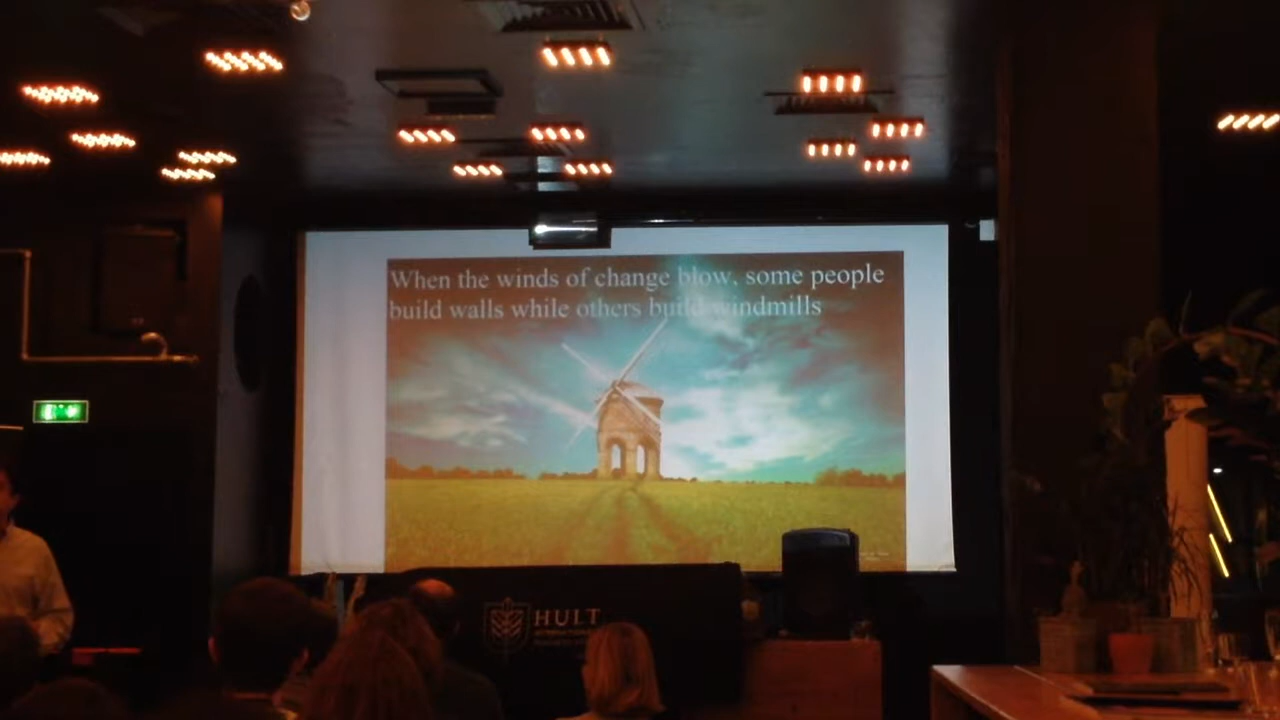 When the winds of change blow, some people
build walls while others build windmills
HULT